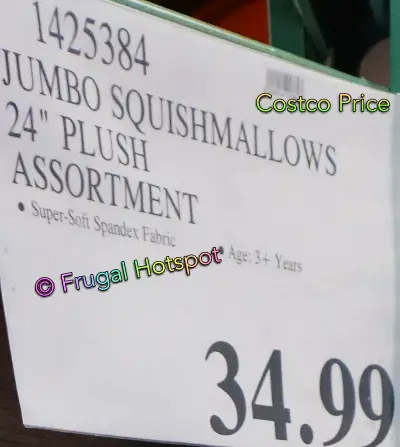 1425384
Costco Price
JUMBO SQUISHMALLOWS
24" PLUSH
ASSORTMENT
• Super-Soft Spandex Fabric
• Age: 3+ Years
© Frugal Hotspot
34.99